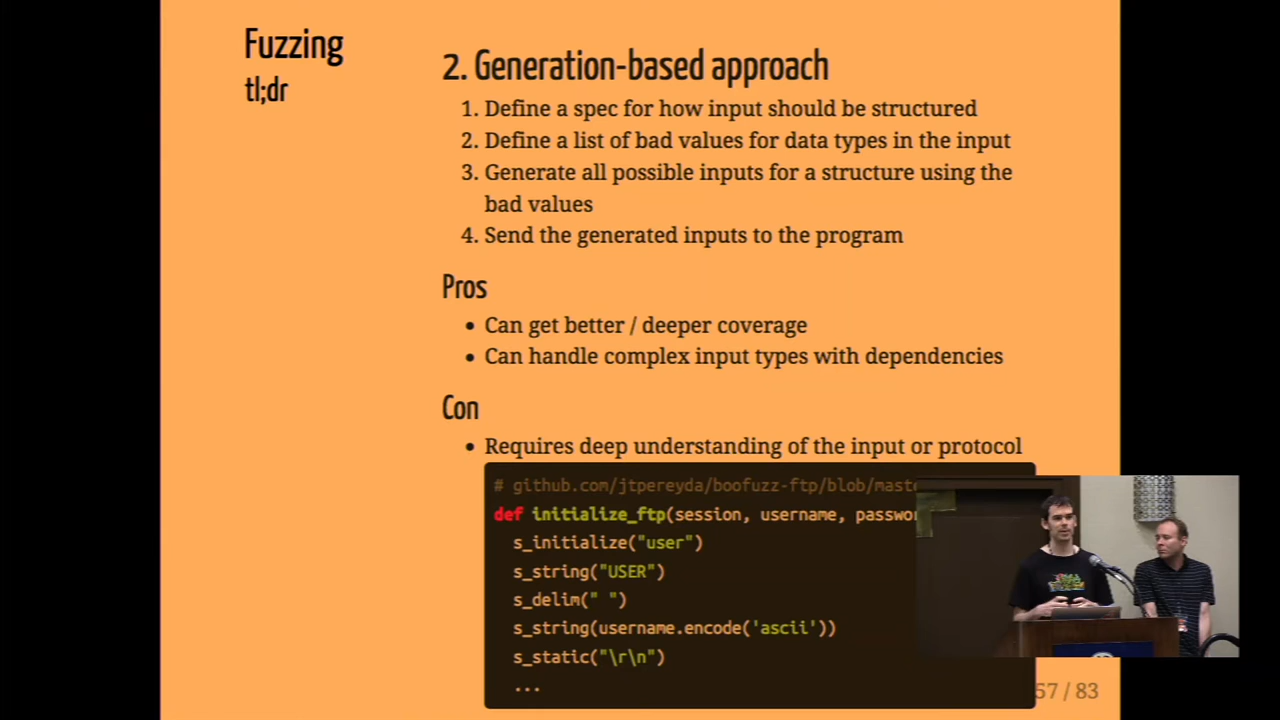 Fuzzing
tl;dr
2. Generation-based approach
1. Define a spec for how input should be structured
2. Define a list of bad values for data types in the input
3. Generate all possible inputs for a structure using the
bad values
4. Send the generated inputs to the program
Pros
• Can get better / deeper coverage
• Can handle complex input types with dependencies
Con
• Requires deep understanding of the input or protocol
# github.com/jtpereyda/boofuzz-ftp/blob/maste
def initialize_ftp(session, username, passwor
s_initialize("user")
s_string("USER")
s_delim(" ")
s_string(username.encode('ascii'))
s_static("\r\n")
...
57 / 83